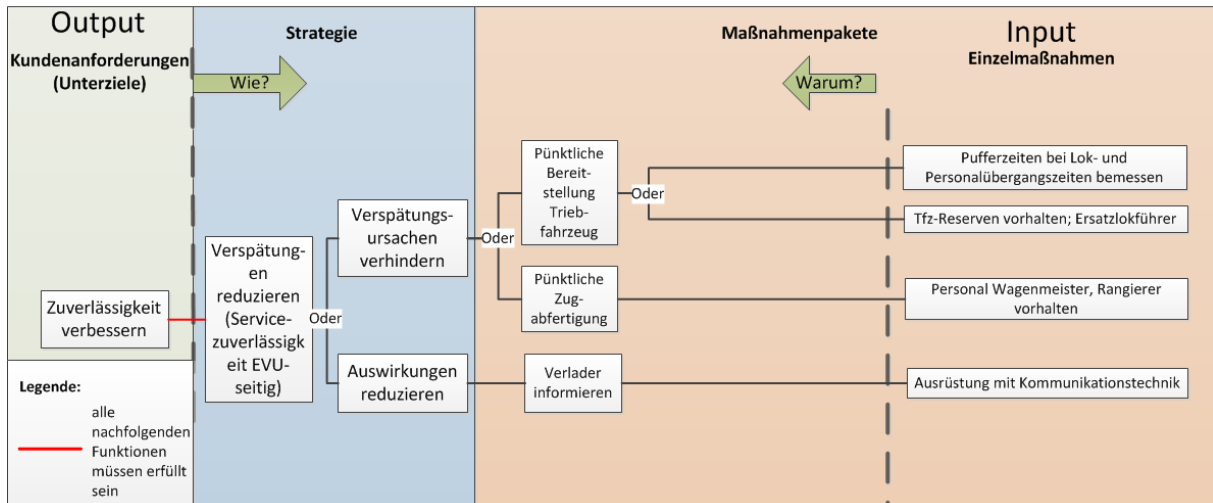 Output
Kundenanforderungen
(Unterziele)
Wie?
Strategie
Maßnahmenpakete
Warum?
Input
Einzelmaßnahmen
Zuverlässigkeit
verbessern
Verspätung-
en
reduzieren
(Service-
zuverlässigk
eit EVU-
seitig)
Oder
Verspätungs-
ursachen
verhindern
Auswirkungen
reduzieren
Oder
Pünktliche
Bereit-
stellung
Trieb-
fahrzeug
Oder
Pünktliche
Zug-
abfertigung
Verlader
informieren
Pufferzeiten bei Lok- und
Personalübergangszeiten bemessen
Tfz-Reserven vorhalten; Ersatzlokführer
Personal Wagenmeister, Rangierer
vorhalten
Ausrüstung mit Kommunikationstechnik
Legende:
alle
nachfolgenden
Funktionen
müssen erfüllt
sein